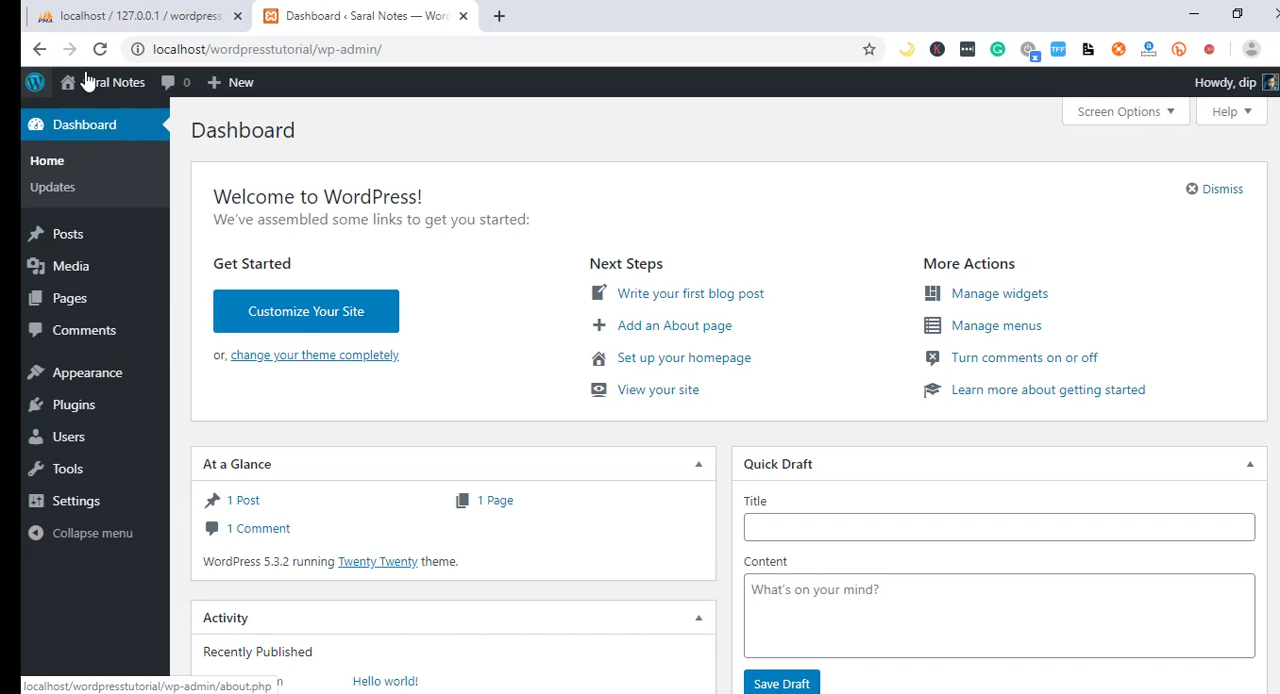 localhost / 127.0.0.1 / wordpress
Dashboard ‹ Saral Notes — Wor
localhost/wordpresstutorial/wp-admin/
TFF
K
Saral Notes 0 New
Howdy, dip
Dashboard
Home
Updates
Posts
Media
Pages
Comments
Appearance
Plugins
Users
Tools
Settings
Collapse menu
Screen Options
Help
Dashboard
Welcome to WordPress!
Dismiss
We've assembled some links to get you started:
Get Started
Customize Your Site
or, change your theme completely
Next Steps
Write your first blog post
Add an About page
Set up your homepage
View your site
More Actions
Manage widgets
Manage menus
Turn comments on or off
Learn more about getting started
At a Glance
1 Post
1 Page
1 Comment
WordPress 5.3.2 running Twenty Twenty theme.
Activity
Recently Published
Hello world!
Quick Draft
Title
Content
What's on your mind?
Save Draft
localhost/wordpresstutorial/wp-admin/about.php